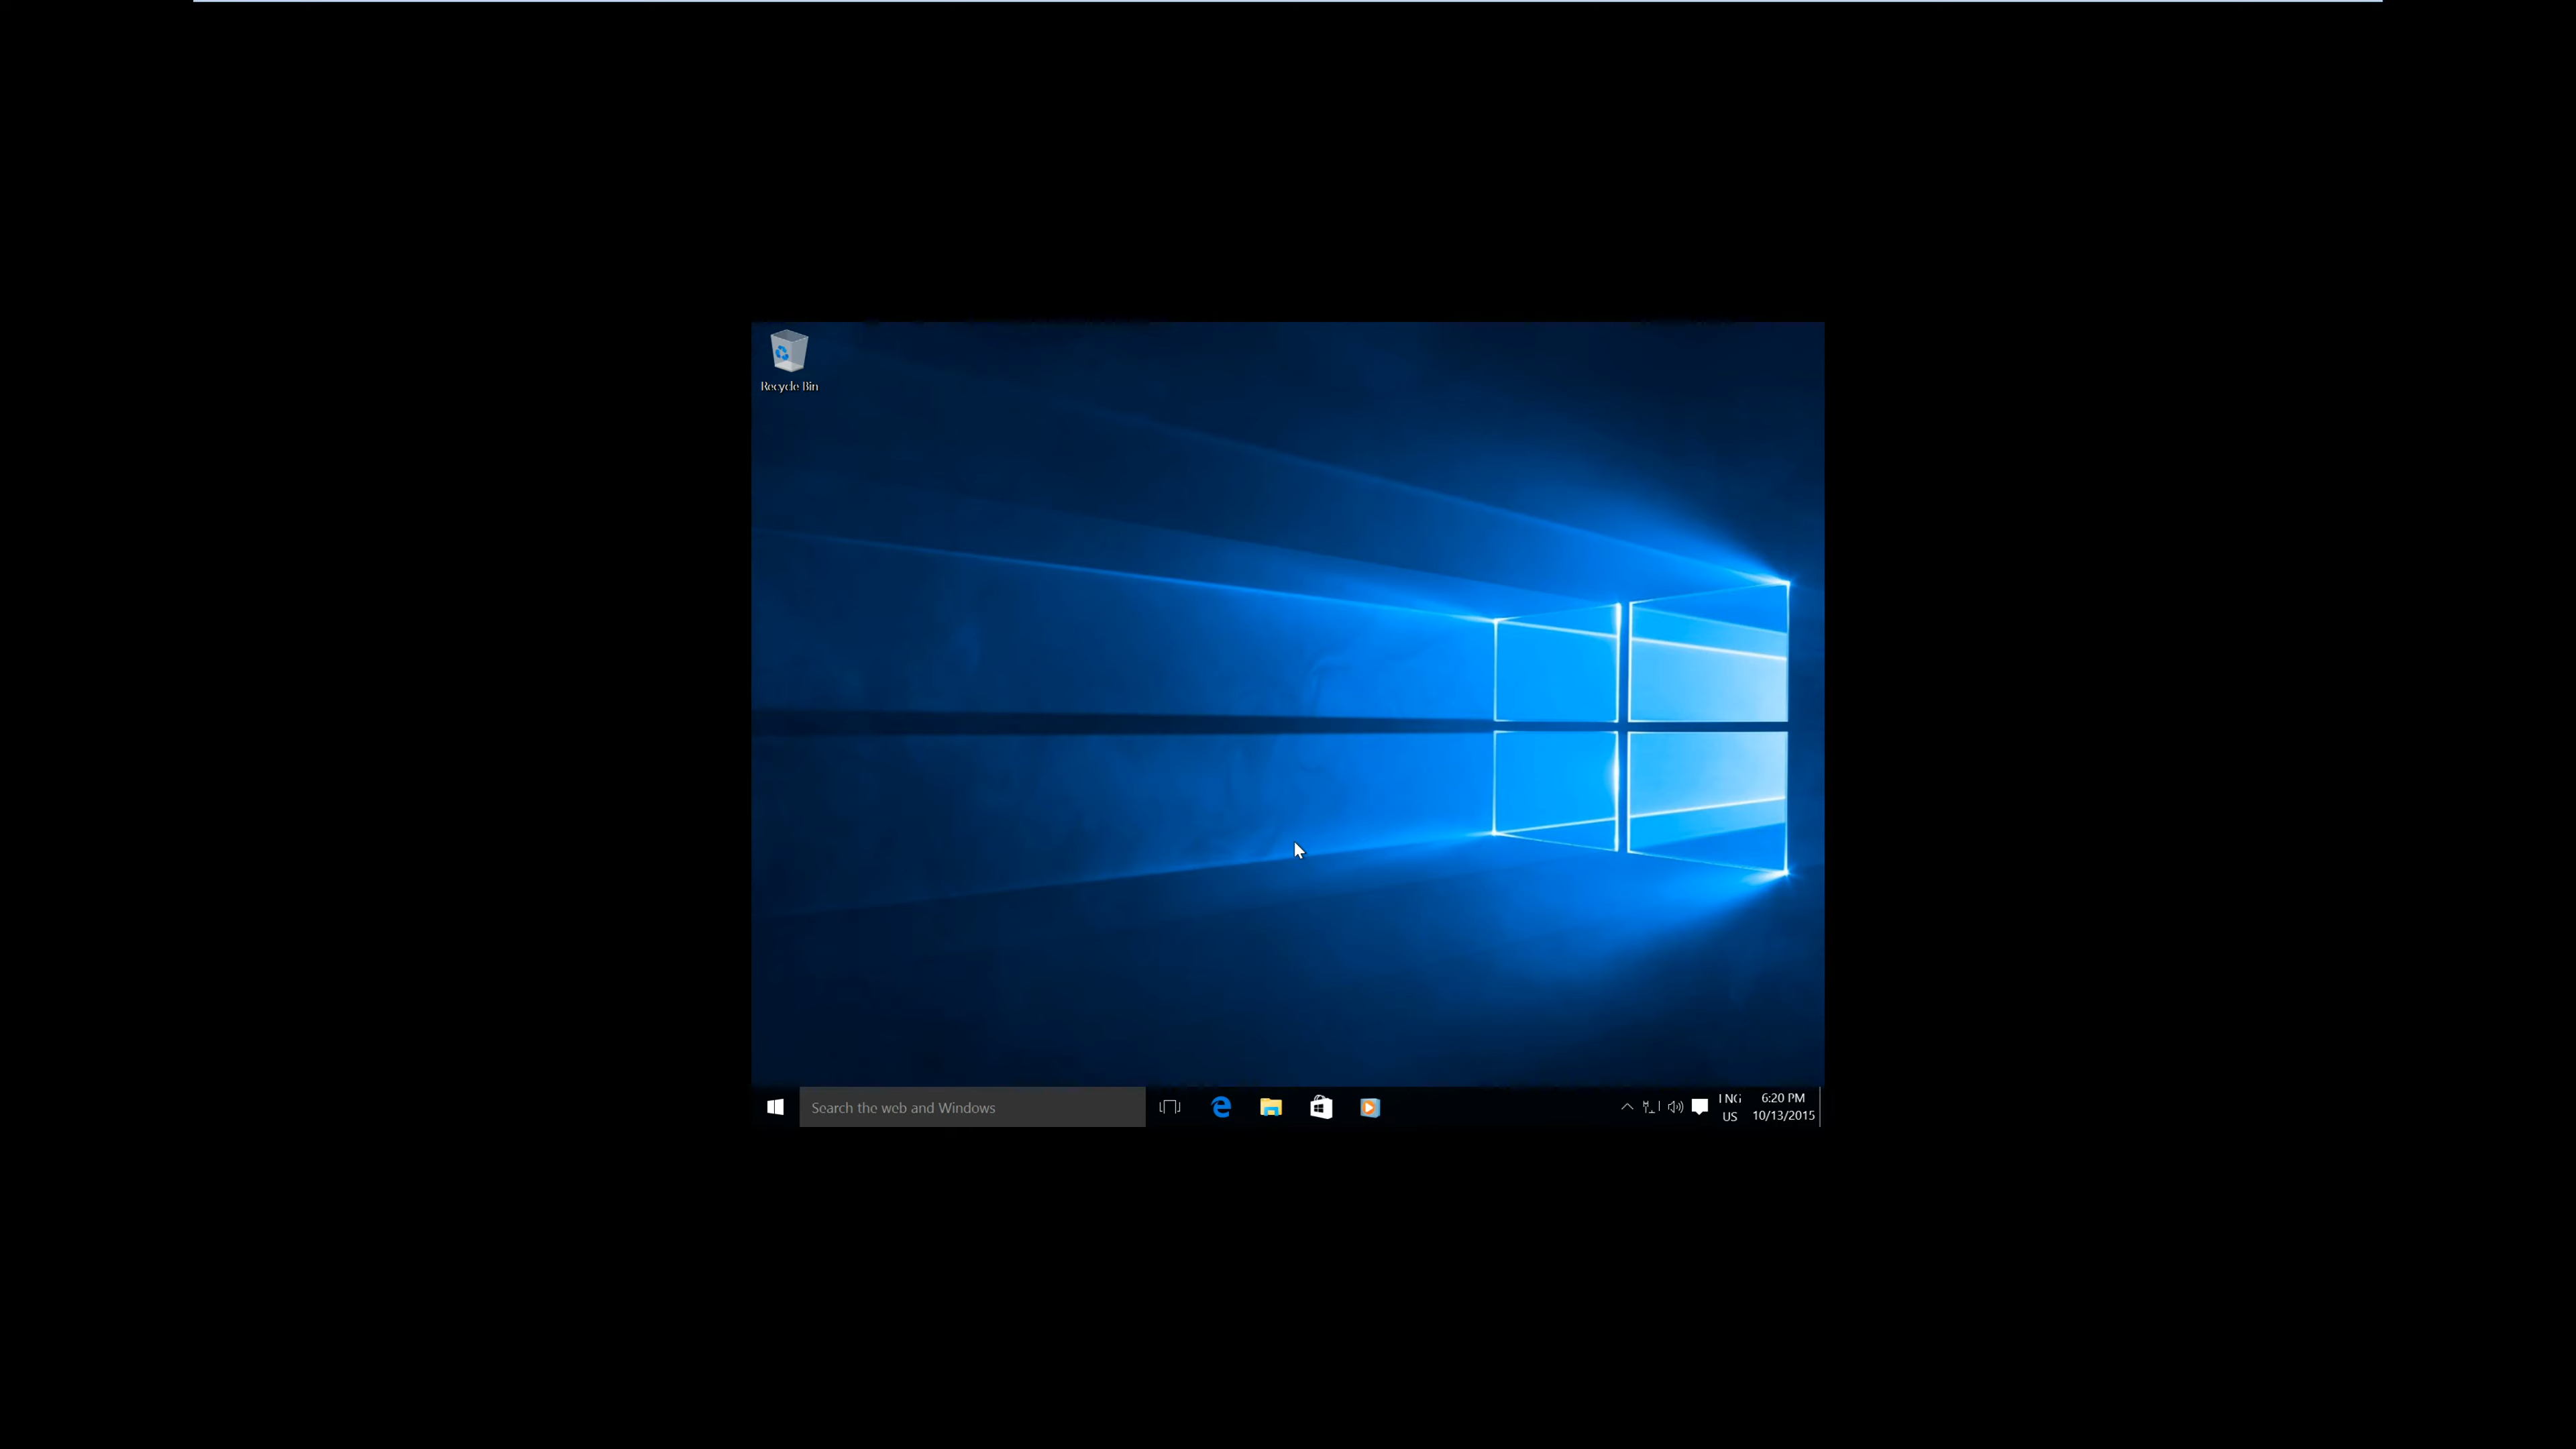 Recycle Bin
Search the web and Windows
ENG
US
6:20 PM
10/13/2015